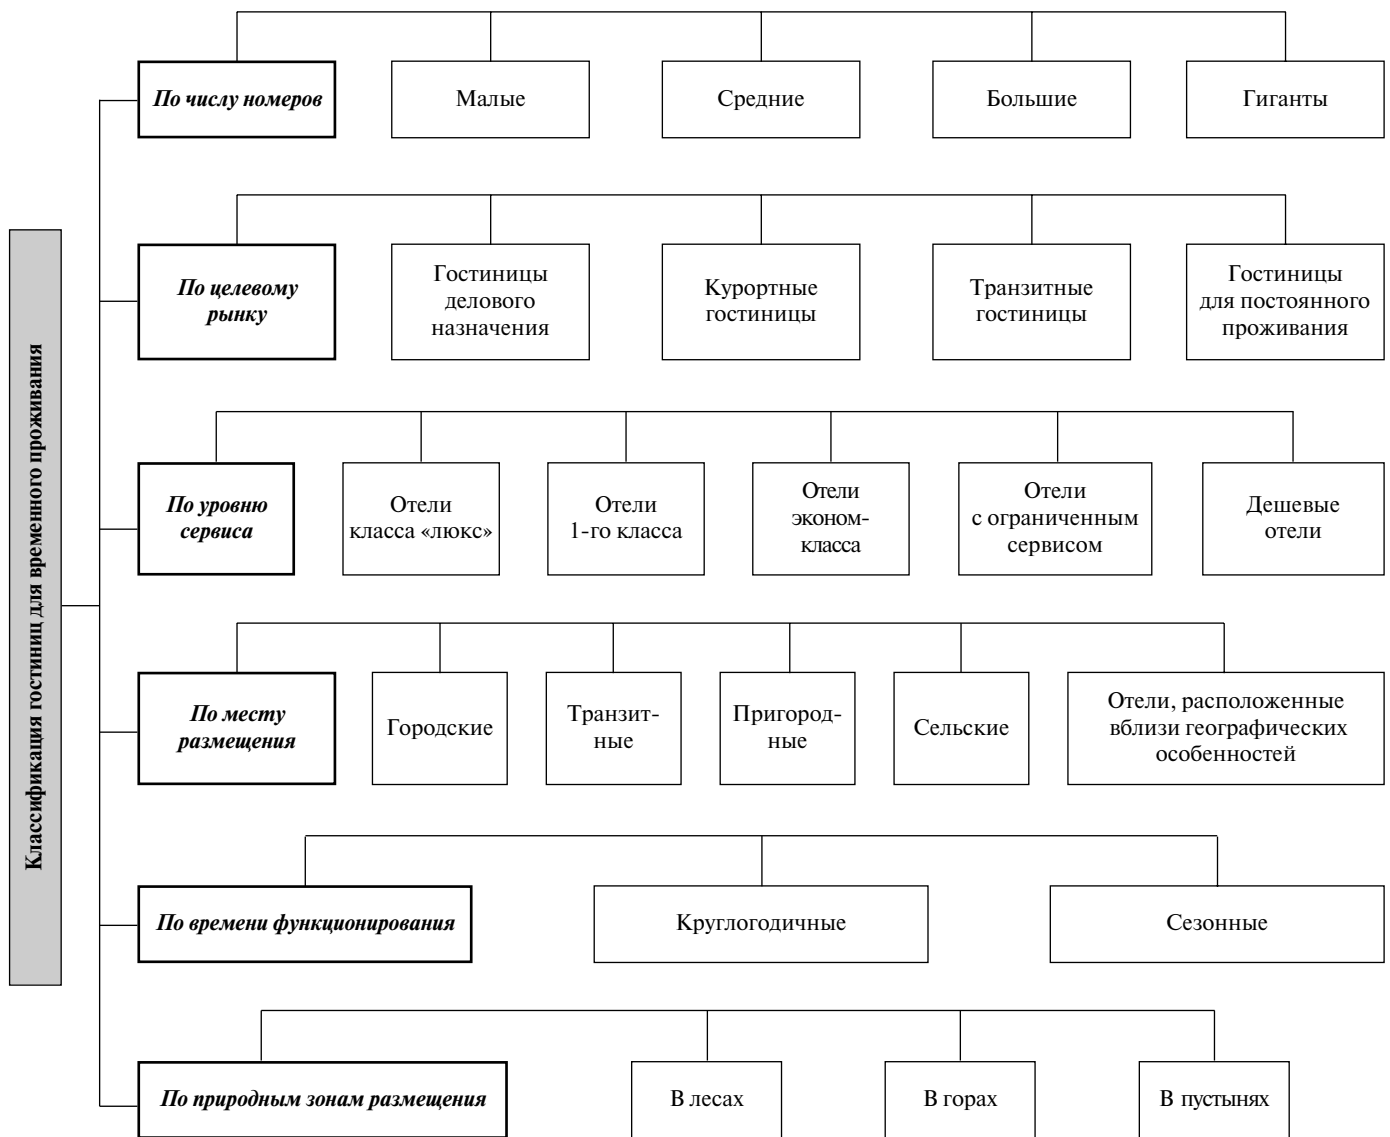 Классификация гостиниц для временного проживания
По числу номеров
Малые
Средние
Большие
Гиганты
По целевому
рынку
Гостиницы
делового
назначения
Курортные
гостиницы
Транзитные
гостиницы
Гостиницы
для постоянного
проживания
По уровню
сервиса
Отели
класса «люкс»
Отели
1-го класса
Отели
эконом-
класса
Отели
с ограниченным
сервисом
Дешевые
отели
По месту
размещения
Городские
Транзит-
ные
Пригород-
ные
Сельские
Отели, расположенные
вблизи географических
особенностей
По времени функционирования
Круглогодичные
Сезонные
По природным зонам размещения
В лесах
В горах
В пустынях